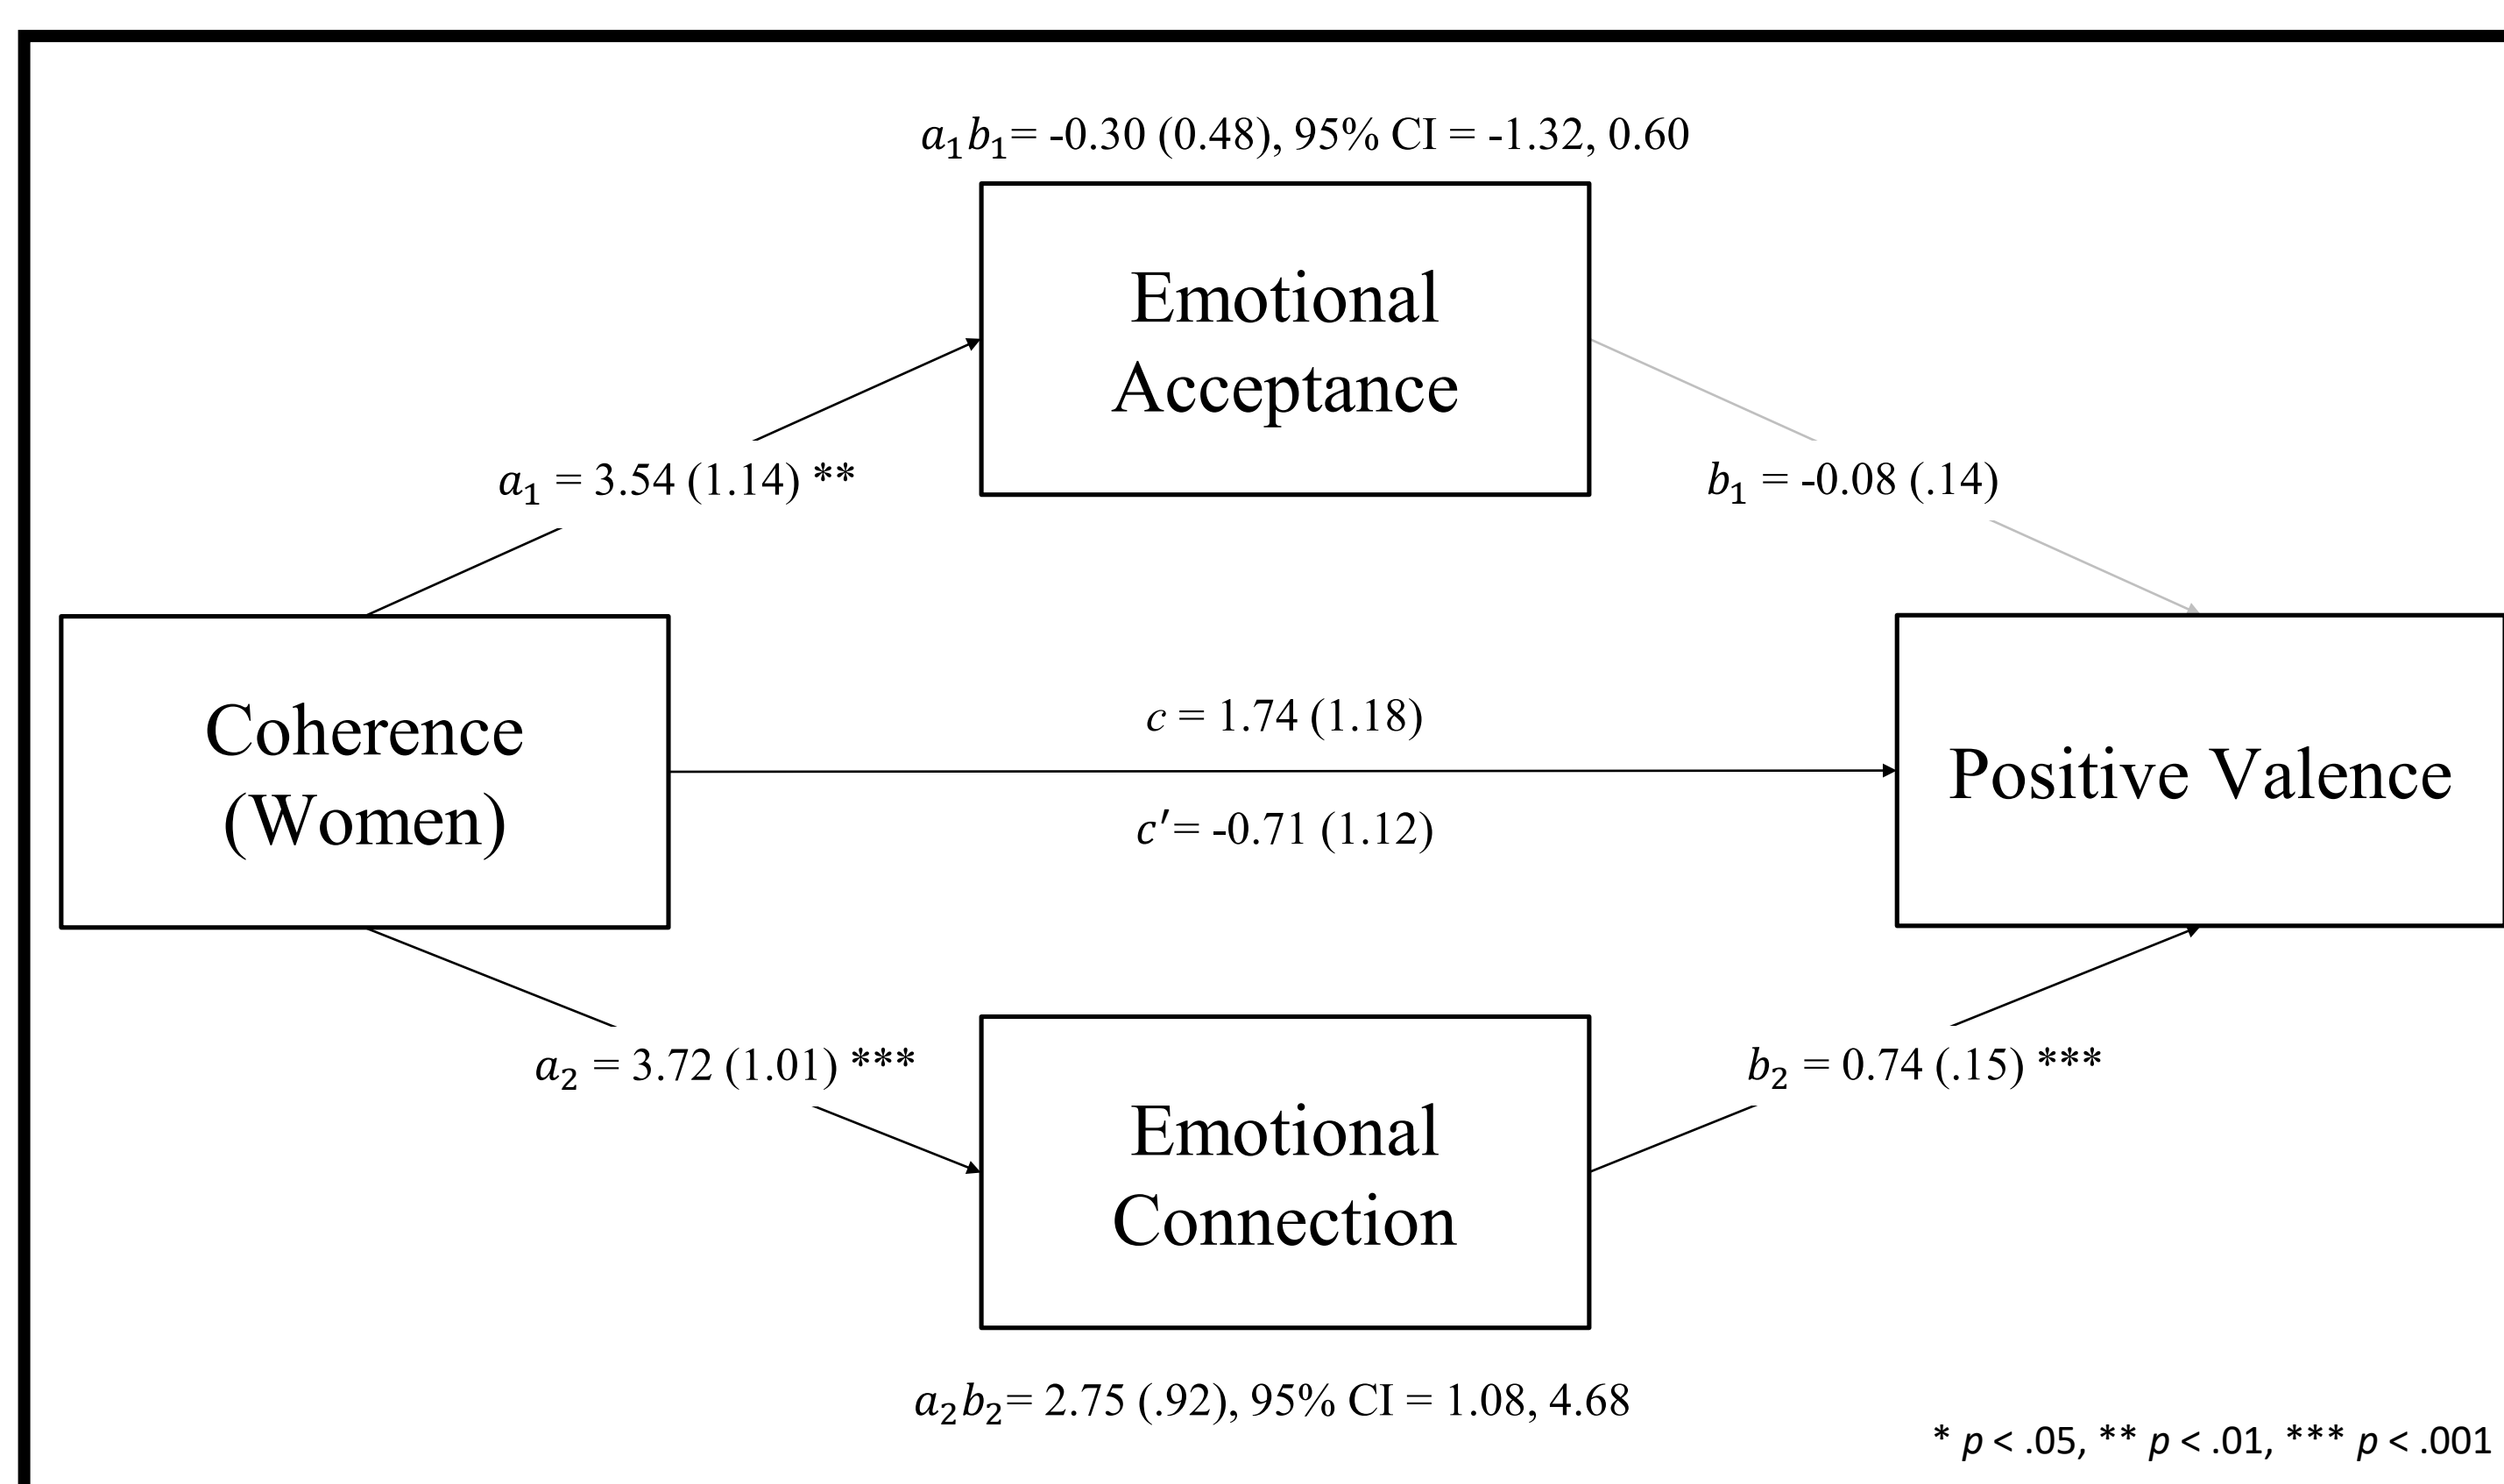 a₁b₁= -0.30 (0.48), 95% CI = -1.32, 0.60
Emotional
Acceptance
a₁ = 3.54 (1.14) **
b₁ = -0.08 (.14)
Coherence
(Women)
c = 1.74 (1.18)
c′= -0.71 (1.12)
Positive Valence
a₂ = 3.72 (1.01) ***
b₂ = 0.74 (.15) ***
Emotional
Connection
a₂b₂= 2.75 (.92), 95% CI = 1.08, 4.68
* p < .05, ** p < .01, *** p < .001